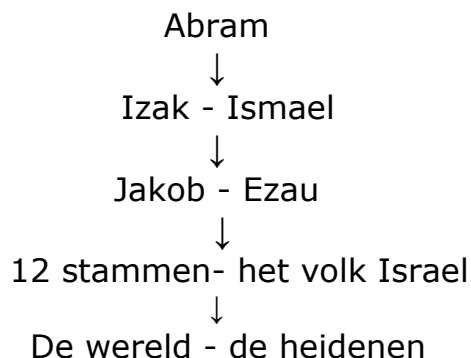 Abram
↓
Izak - Ismael
↓
Jakob - Ezau
↓
12 stammen- het volk Israel
↓
De wereld - de heidenen